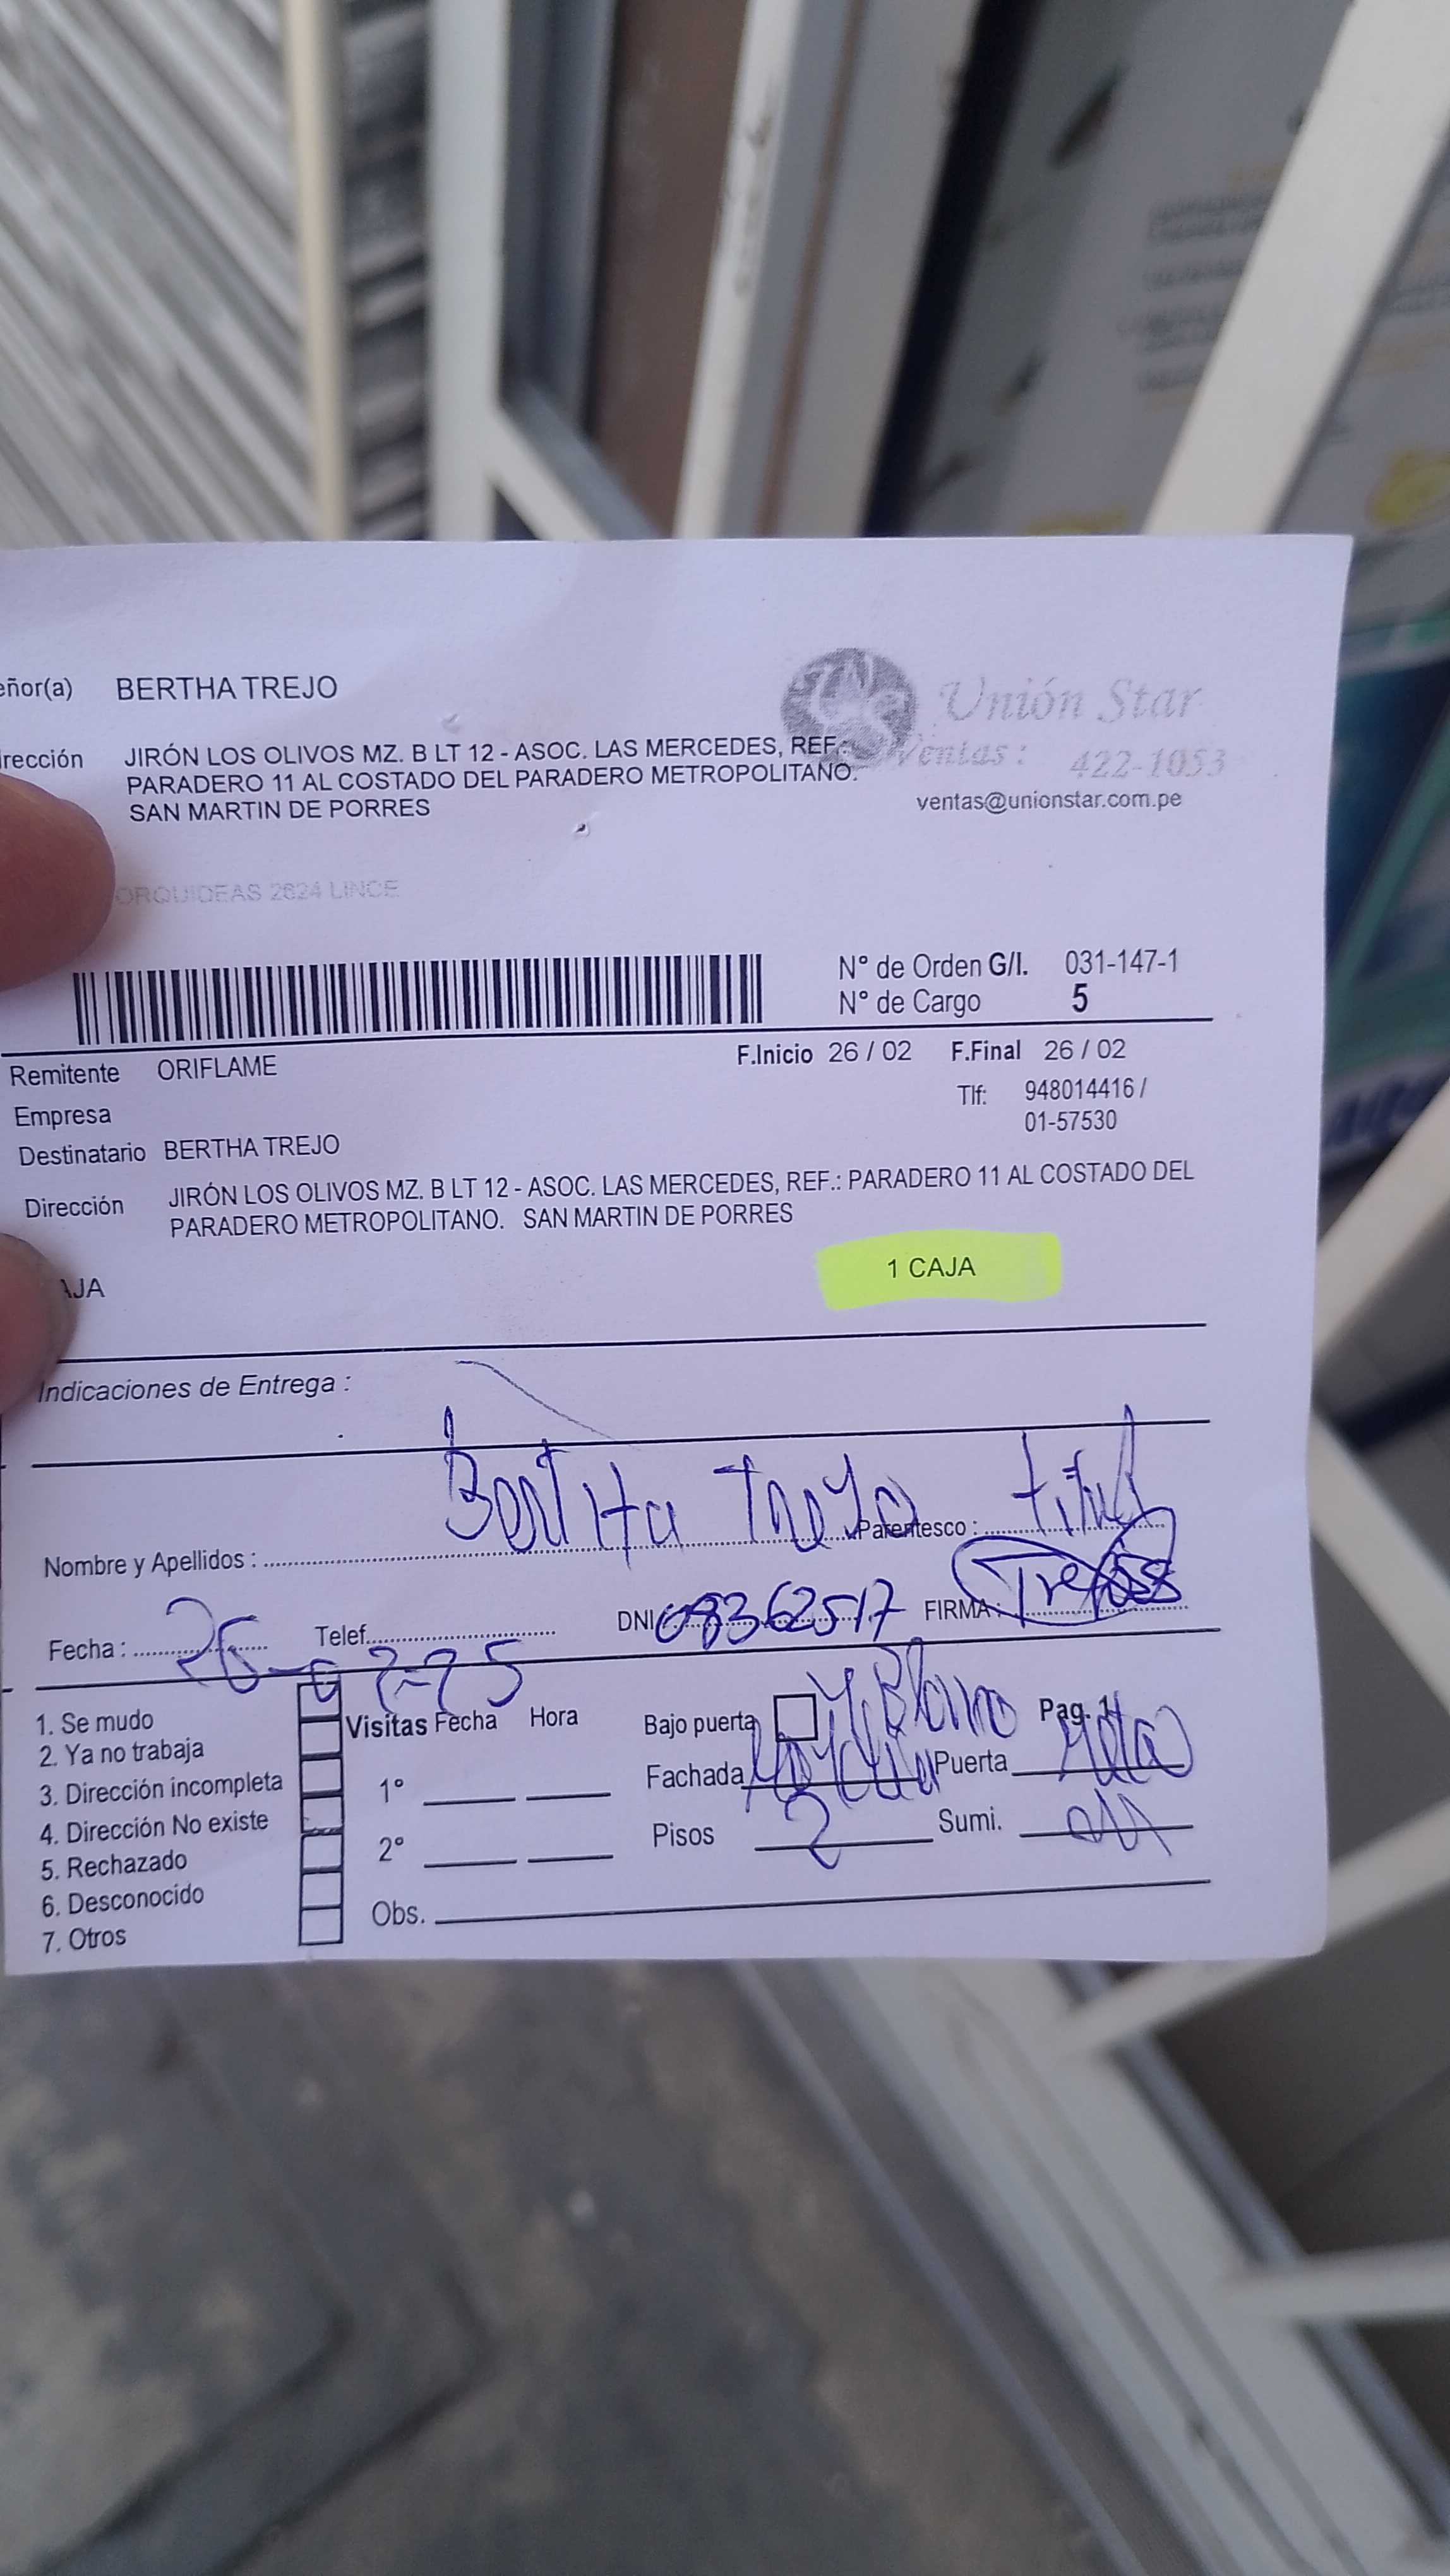 eñor(a) BERTHA TREJO
Unión Star
irección JIRÓN LOS OLIVOS MZ. B LT 12 - ASOC. LAS MERCEDES, REF.:
PARADERO 11 AL COSTADO DEL PARADERO METROPOLITANO.
SAN MARTIN DE PORRES
Ventas: 422-1053
ventas@unionstar.com.pe
ORQUIDEAS 2624 LINCE
N° de Orden G/I. 031-147-1
N° de Cargo 5
Remitente ORIFLAME
F.Inicio 26 / 02 F.Final 26 / 02
Empresa
Tlf: 948014416 /
01-57530
Destinatario BERTHA TREJO
Dirección JIRÓN LOS OLIVOS MZ. B LT 12 - ASOC. LAS MERCEDES, REF.: PARADERO 11 AL COSTADO DEL
PARADERO METROPOLITANO. SAN MARTIN DE PORRES
AJA 1 CAJA
Indicaciones de Entrega :
Nombre y Apellidos : Bertha Trejo Parentesco :
Fecha : 26-02-25 Telef. DNI 09362517 FIRMA :
1. Se mudo
2. Ya no trabaja
3. Dirección incompleta
4. Dirección No existe
5. Rechazado
6. Desconocido
7. Otros
Visitas Fecha Hora
1°
2°
Obs.
Bajo puerta Pag. 1
Fachada Puerta
Pisos 2 Sumi.